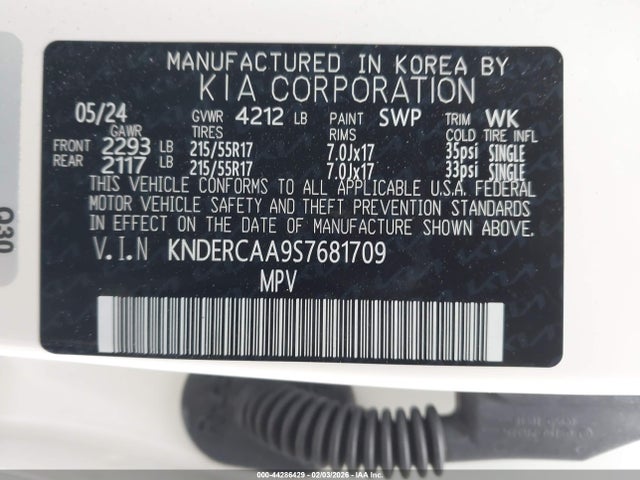 MANUFACTURED IN KOREA BY
KIA CORPORATION
05/24 GVWR 4212 LB PAINT SWP TRIM WK
GAWR TIRES RIMS COLD TIRE INFL
FRONT 2293 LB 215/55R17 7.0Jx17 35psi SINGLE
REAR 2117 LB 215/55R17 7.0Jx17 33psi SINGLE
THIS VEHICLE CONFORMS TO ALL APPLICABLE U.S.A. FEDERAL
MOTOR VEHICLE SAFETY AND THEFT PREVENTION STANDARDS
IN EFFECT ON THE DATE OF MANUFACTURE SHOWN ABOVE.
V.I.N KNDERCAA9S7681709
MPV
Q30
000-44286429 - 02/03/2026 - IAA Inc.